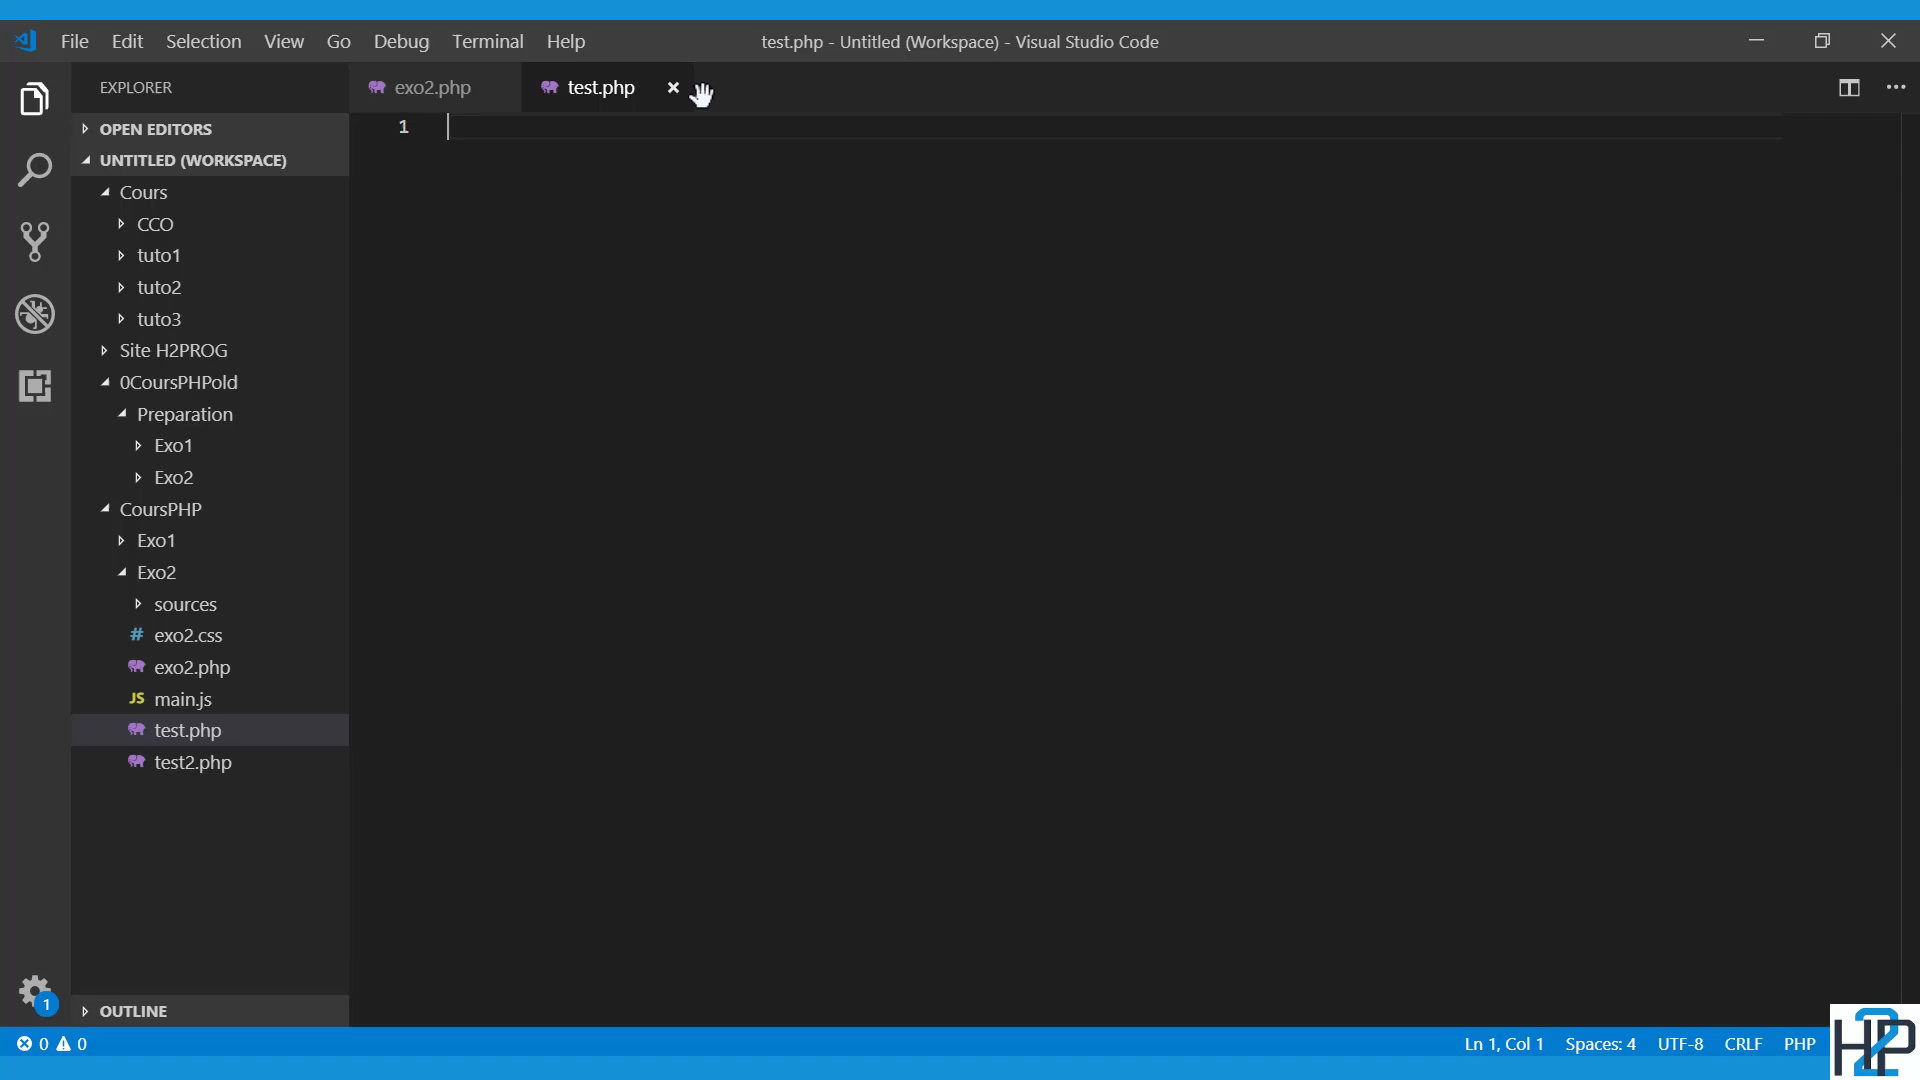 File Edit Selection View Go Debug Terminal Help
test.php - Untitled (Workspace) - Visual Studio Code
EXPLORER
exo2.php
test.php
OPEN EDITORS
1
UNTITLED (WORKSPACE)
Cours
CCO
tuto1
tuto2
tuto3
Site H2PROG
0CoursPHPold
Preparation
Exo1
Exo2
CoursPHP
Exo1
Exo2
sources
# exo2.css
exo2.php
JS main.js
test.php
test2.php
1
OUTLINE
0 0
Ln 1, Col 1 Spaces: 4 UTF-8 CRLF PHP
H2P